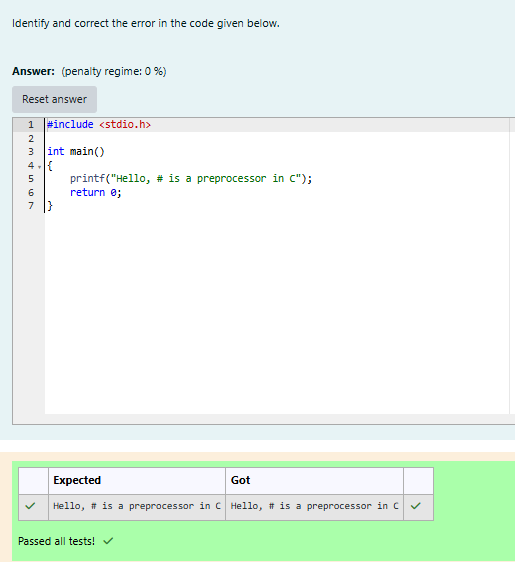 Identify and correct the error in the code given below.
Answer: (penalty regime: 0 %)
Reset answer
1 #include <stdio.h>
2
3 int main()
4 {
5     printf("Hello, # is a preprocessor in C");
6     return 0;
7 }
Expected Got
Hello, # is a preprocessor in C Hello, # is a preprocessor in C
Passed all tests!